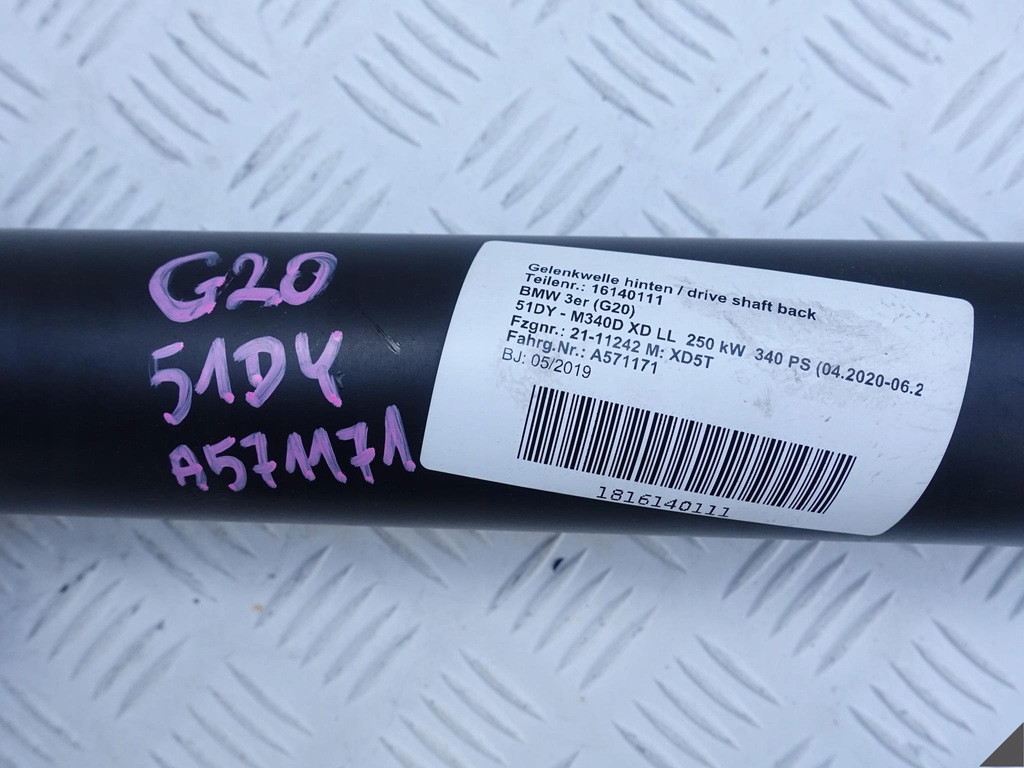 G20
51DY
A571171
Gelenkwelle hinten / drive shaft back
Teilenr.: 16140111
BMW 3er (G20)
51DY - M340D XD LL 250 kW 340 PS (04.2020-06.2
Fzgnr.: 21-11242 M: XD5T
Fahrg.Nr.: A571171
BJ: 05/2019
1816140111